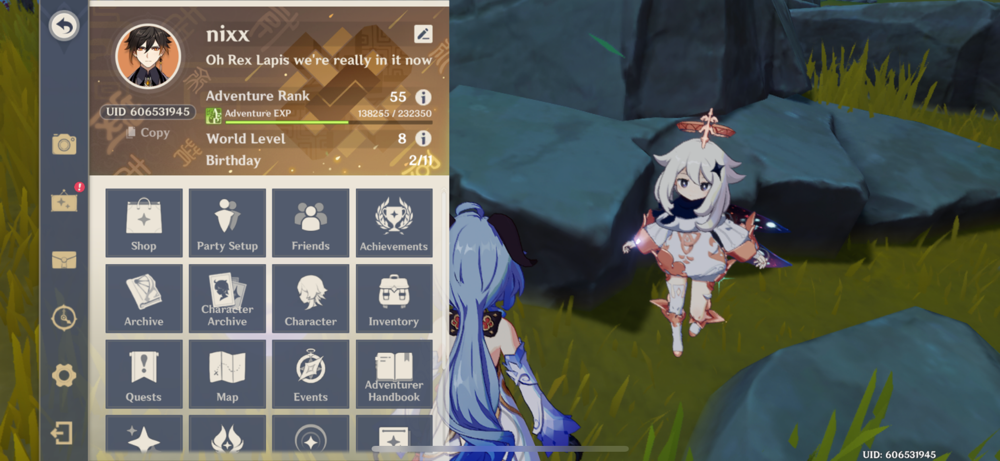 nixx
Oh Rex Lapis we're really in it now
Adventure Rank 55
UID 606531945
Adventure EXP 138255 / 232350
Copy
World Level 8
Birthday 2/11
Shop
Party Setup
Friends
Achievements
Archive
Character
Archive
Character
Inventory
Quests
Map
Events
Adventurer
Handbook
UID: 606531945